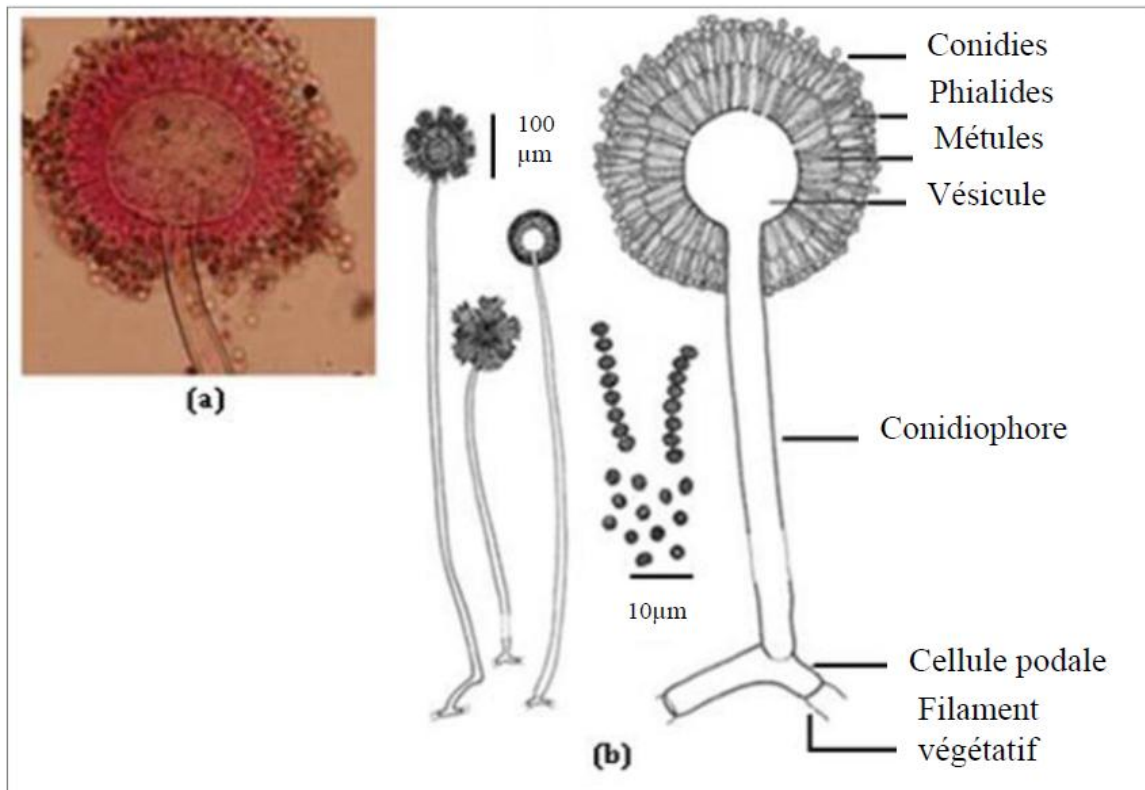 Conidies
100
µm
Phialides
Métules
Vésicule
(a)
Conidiophore
10µm
Cellule podale
Filament
végétatif
(b)